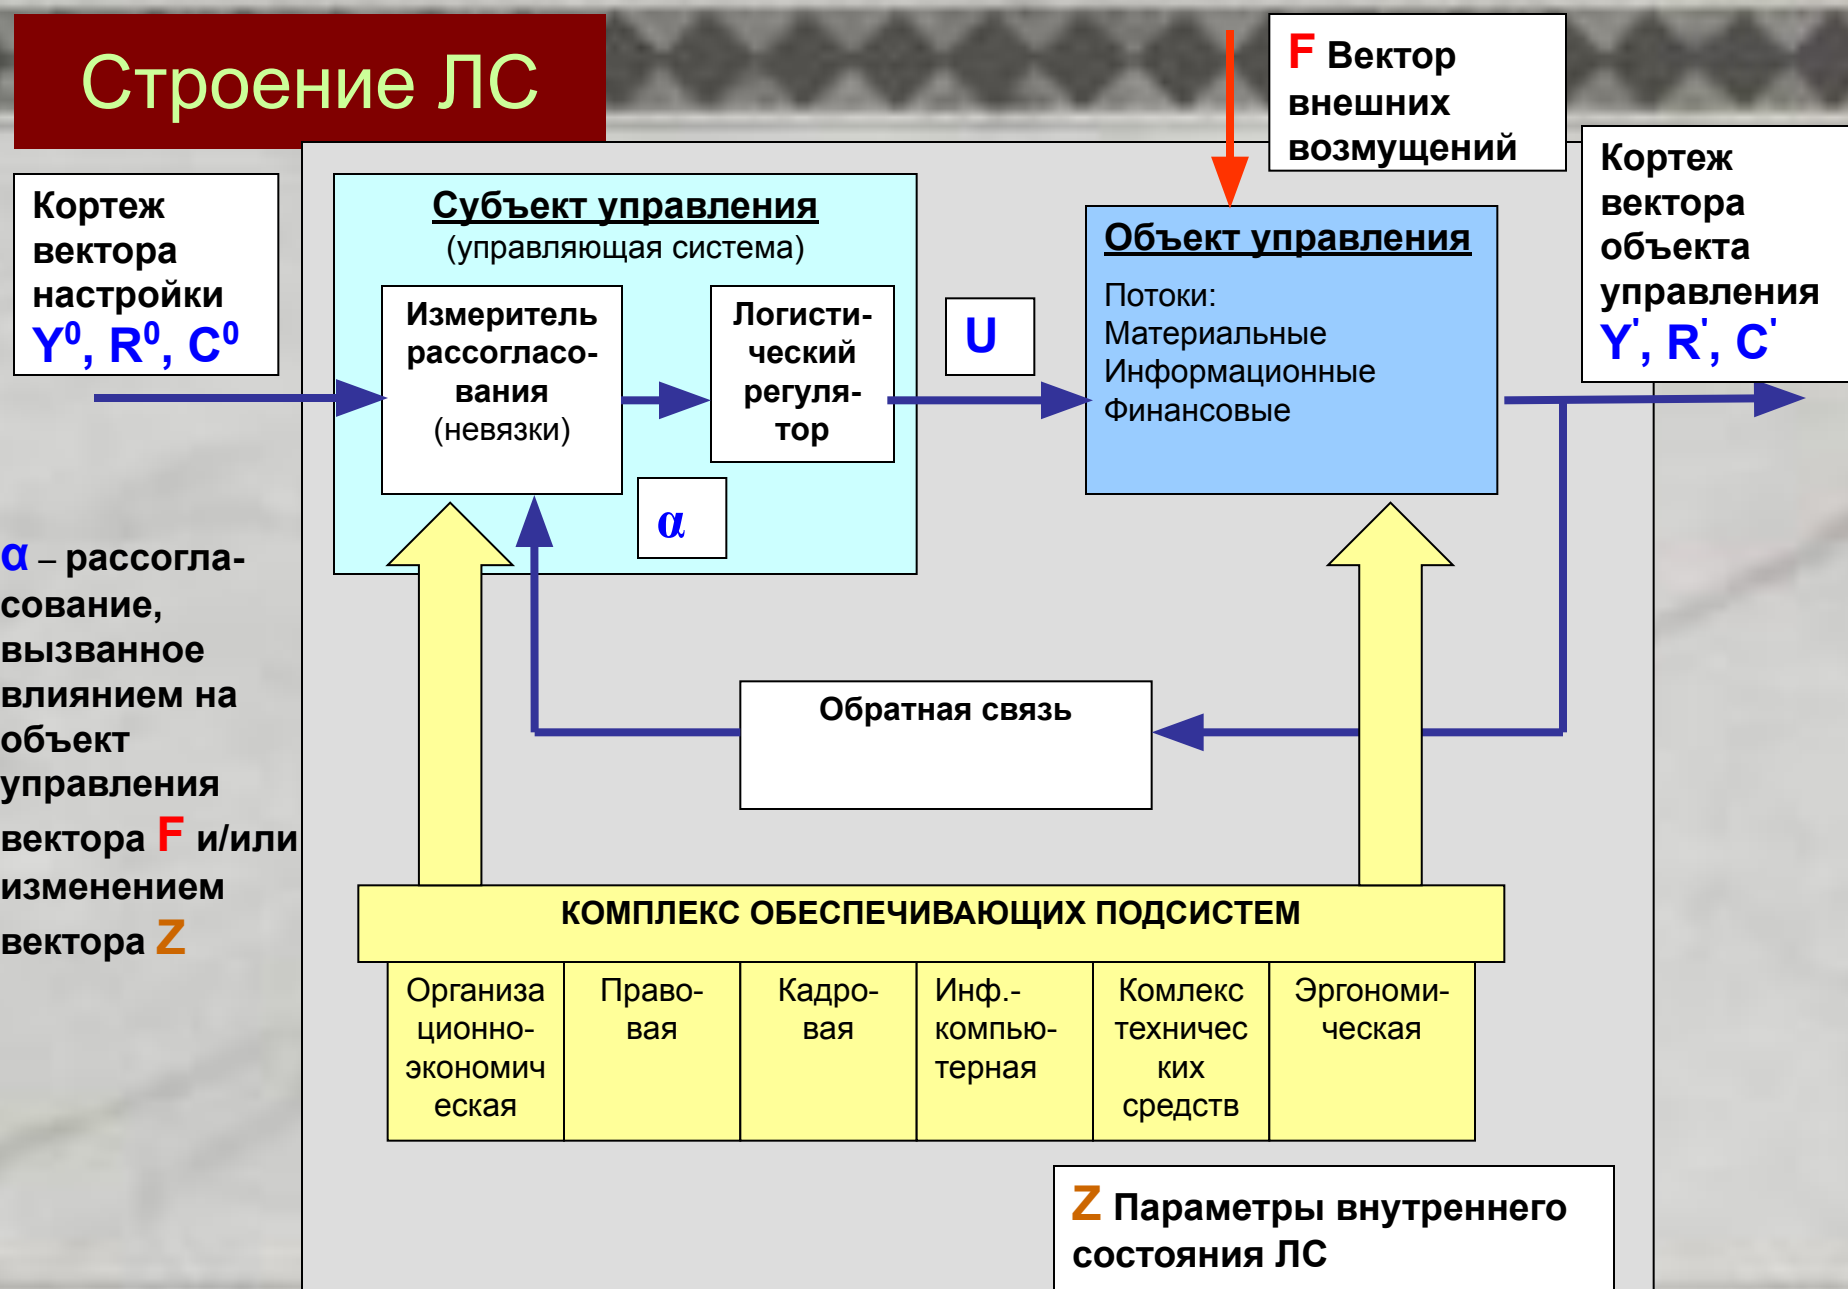 Строение ЛС
F Вектор
внешних
возмущений
Кортеж
вектора
настройки
Y⁰, R⁰, C⁰
Субъект управления
(управляющая система)
Измеритель
рассогласо-
вания
(невязки)
Логисти-
ческий
регуля-
тор
α
U
Объект управления
Потоки:
Материальные
Информационные
Финансовые
Кортеж
вектора
объекта
управления
Y', R', C'
α – рассогла-
сование,
вызванное
влиянием на
объект
управления
вектора F и/или
изменением
вектора Z
Обратная связь
КОМПЛЕКС ОБЕСПЕЧИВАЮЩИХ ПОДСИСТЕМ
Организа
ционно-
экономич
еская
Право-
вая
Кадро-
вая
Инф.-
компью-
терная
Комлекс
техничес
ких
средств
Эргономи-
ческая
Z Параметры внутреннего
состояния ЛС